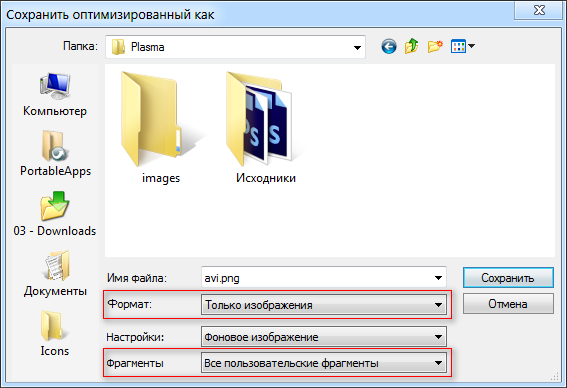 Сохранить оптимизированный как
Папка: Plasma
Компьютер
PortableApps
03 - Downloads
Документы
Icons
images
Исходники
Имя файла: avi.png Сохранить
Формат: Только изображения Отмена
Настройки: Фоновое изображение
Фрагменты Все пользовательские фрагменты